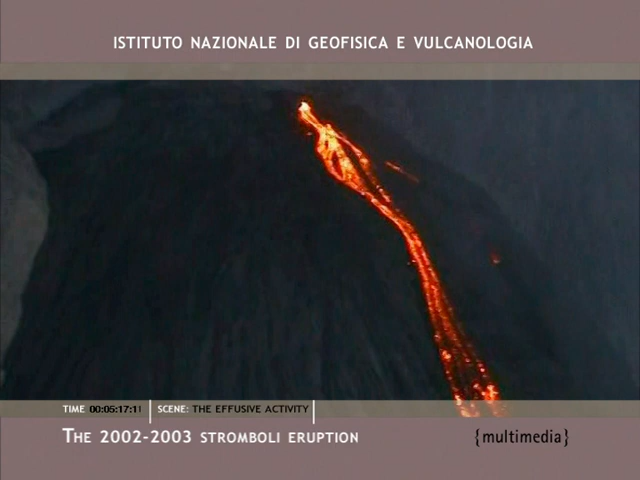 ISTITUTO NAZIONALE DI GEOFISICA E VULCANOLOGIA
TIME 00:05:17:11 SCENE: THE EFFUSIVE ACTIVITY
THE 2002-2003 STROMBOLI ERUPTION {multimedia}